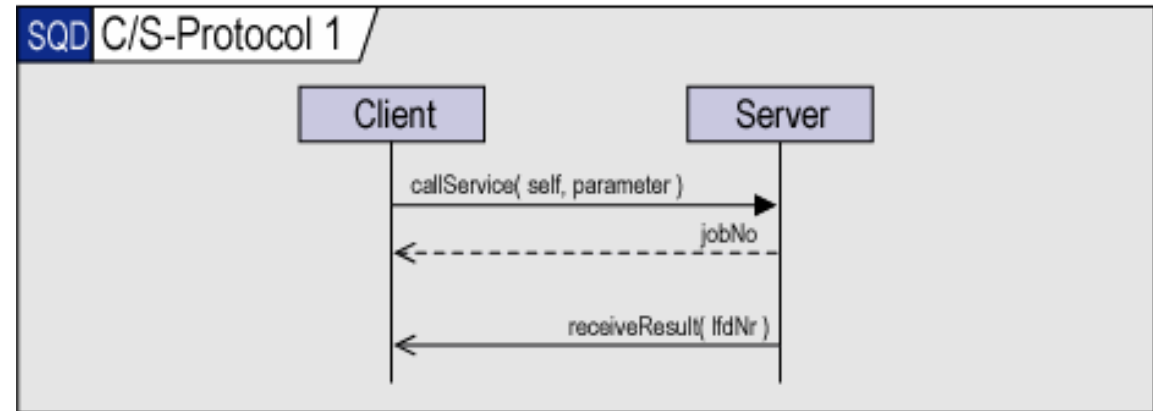 SQD C/S-Protocol 1
Client Server
callService( self, parameter )
jobNo
receiveResult( lfdNr )